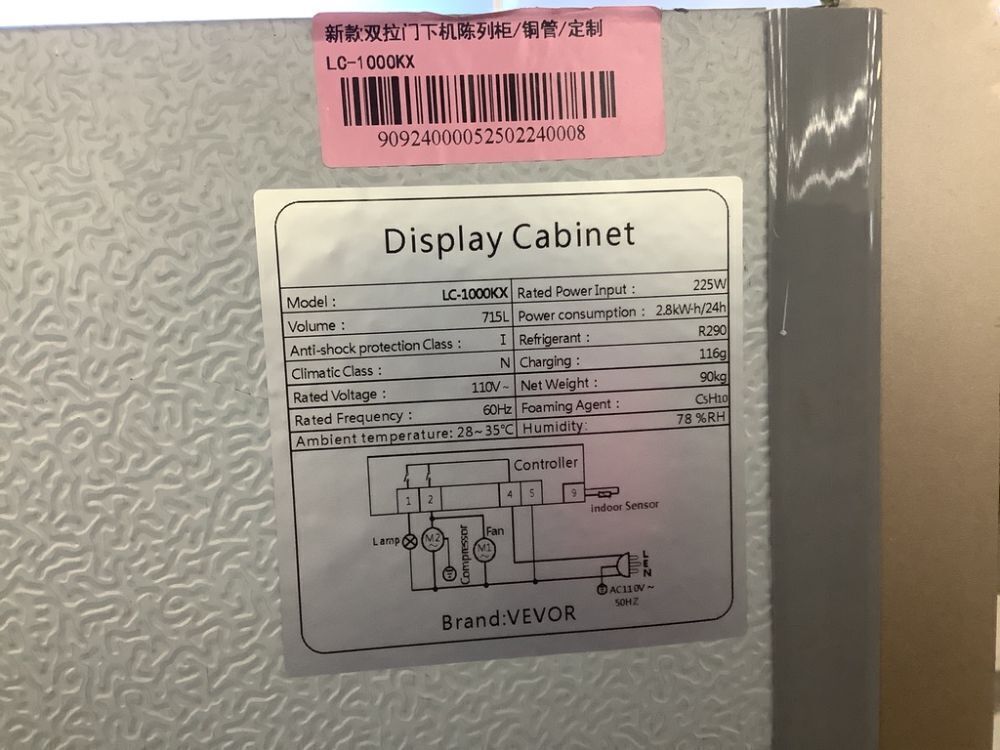 新款双拉门下机陈列柜/铜管/定制
LC-1000KX
90924000052502240008
Display Cabinet
Model : LC-1000KX Rated Power Input : 225W
Volume : 715L Power consumption : 2.8kW·h/24h
Anti-shock protection Class : I Refrigerant : R290
Climatic Class : N Charging : 116g
Rated Voltage : 110V~ Net Weight : 90kg
Rated Frequency : 60Hz Foaming Agent : C5H10
Ambient temperature: 28~35℃ Humidity: 78 %RH
Controller
1 2 4 5 9
indoor Sensor
Lamp M2 ~ Compressor M1 ~ Fan
L
E
N
AC110V~
50HZ
Brand:VEVOR